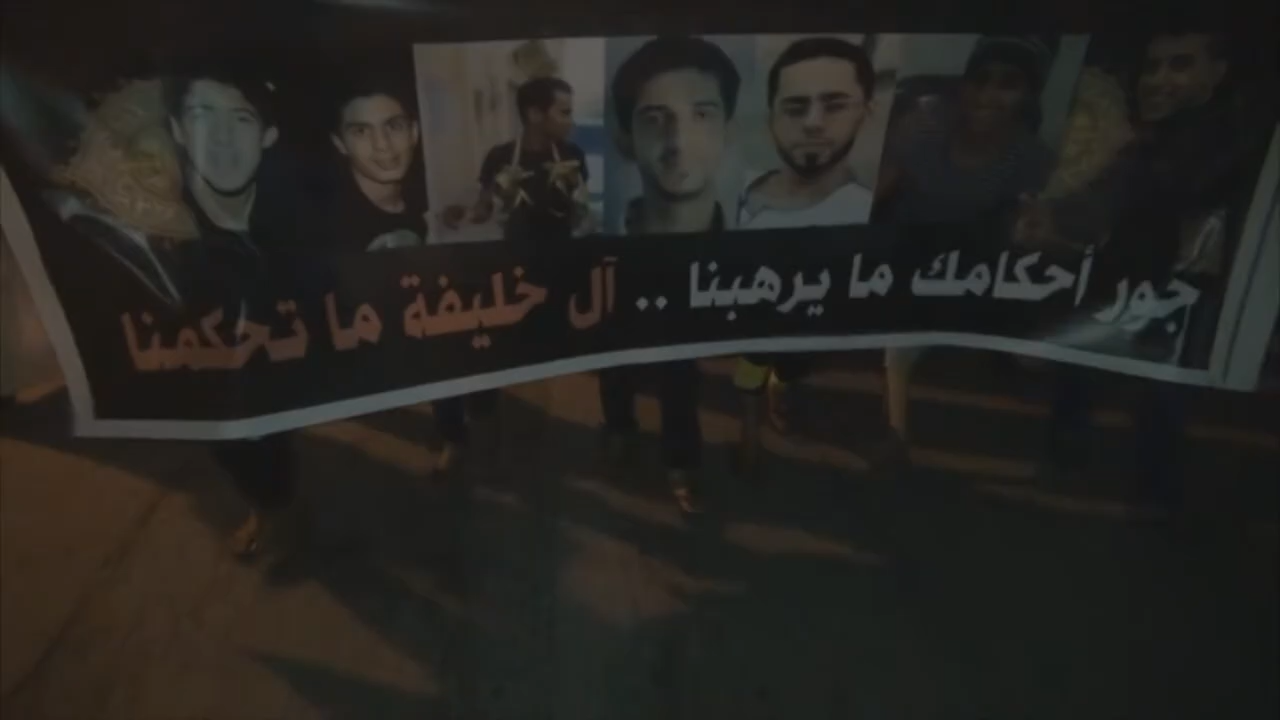 جور أحكامك ما يرهبنا .. آل خليفة ما تحكمنا